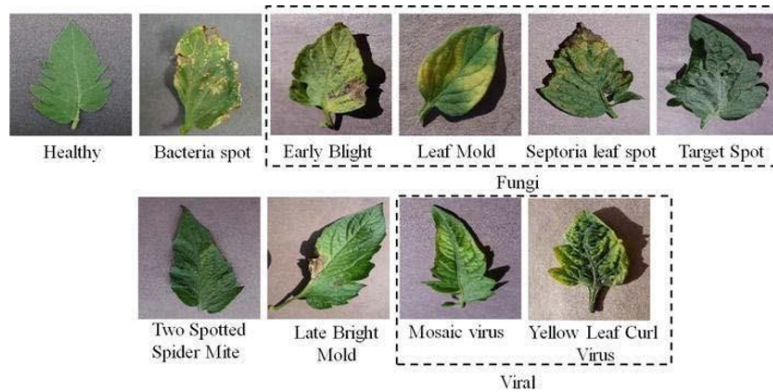 Healthy
Bacteria spot
Early Blight
Leaf Mold
Septoria leaf spot
Target Spot
Fungi
Two Spotted
Spider Mite
Late Bright
Mold
Mosaic virus
Yellow Leaf Curl
Virus
Viral